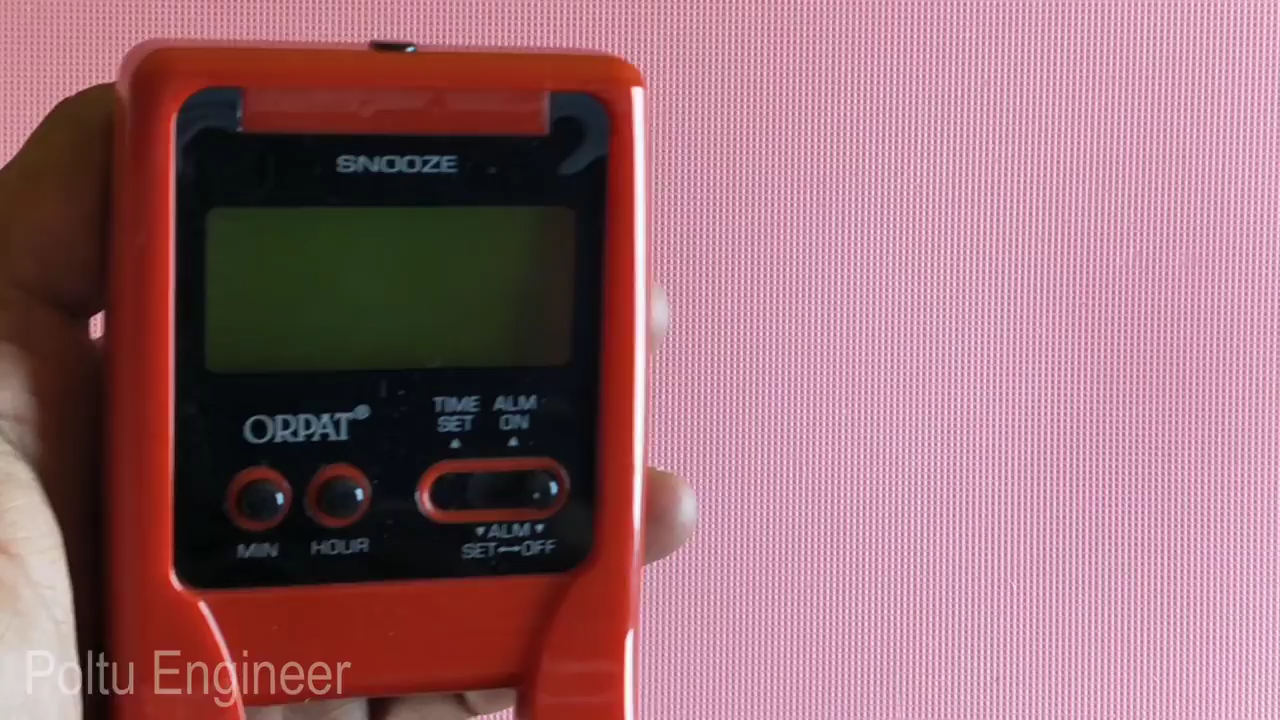 SNOOZE
ORPAT®
TIME SET
ALM ON
MIN
HOUR
▼ALM▼
SET↔OFF
Poltu Engineer